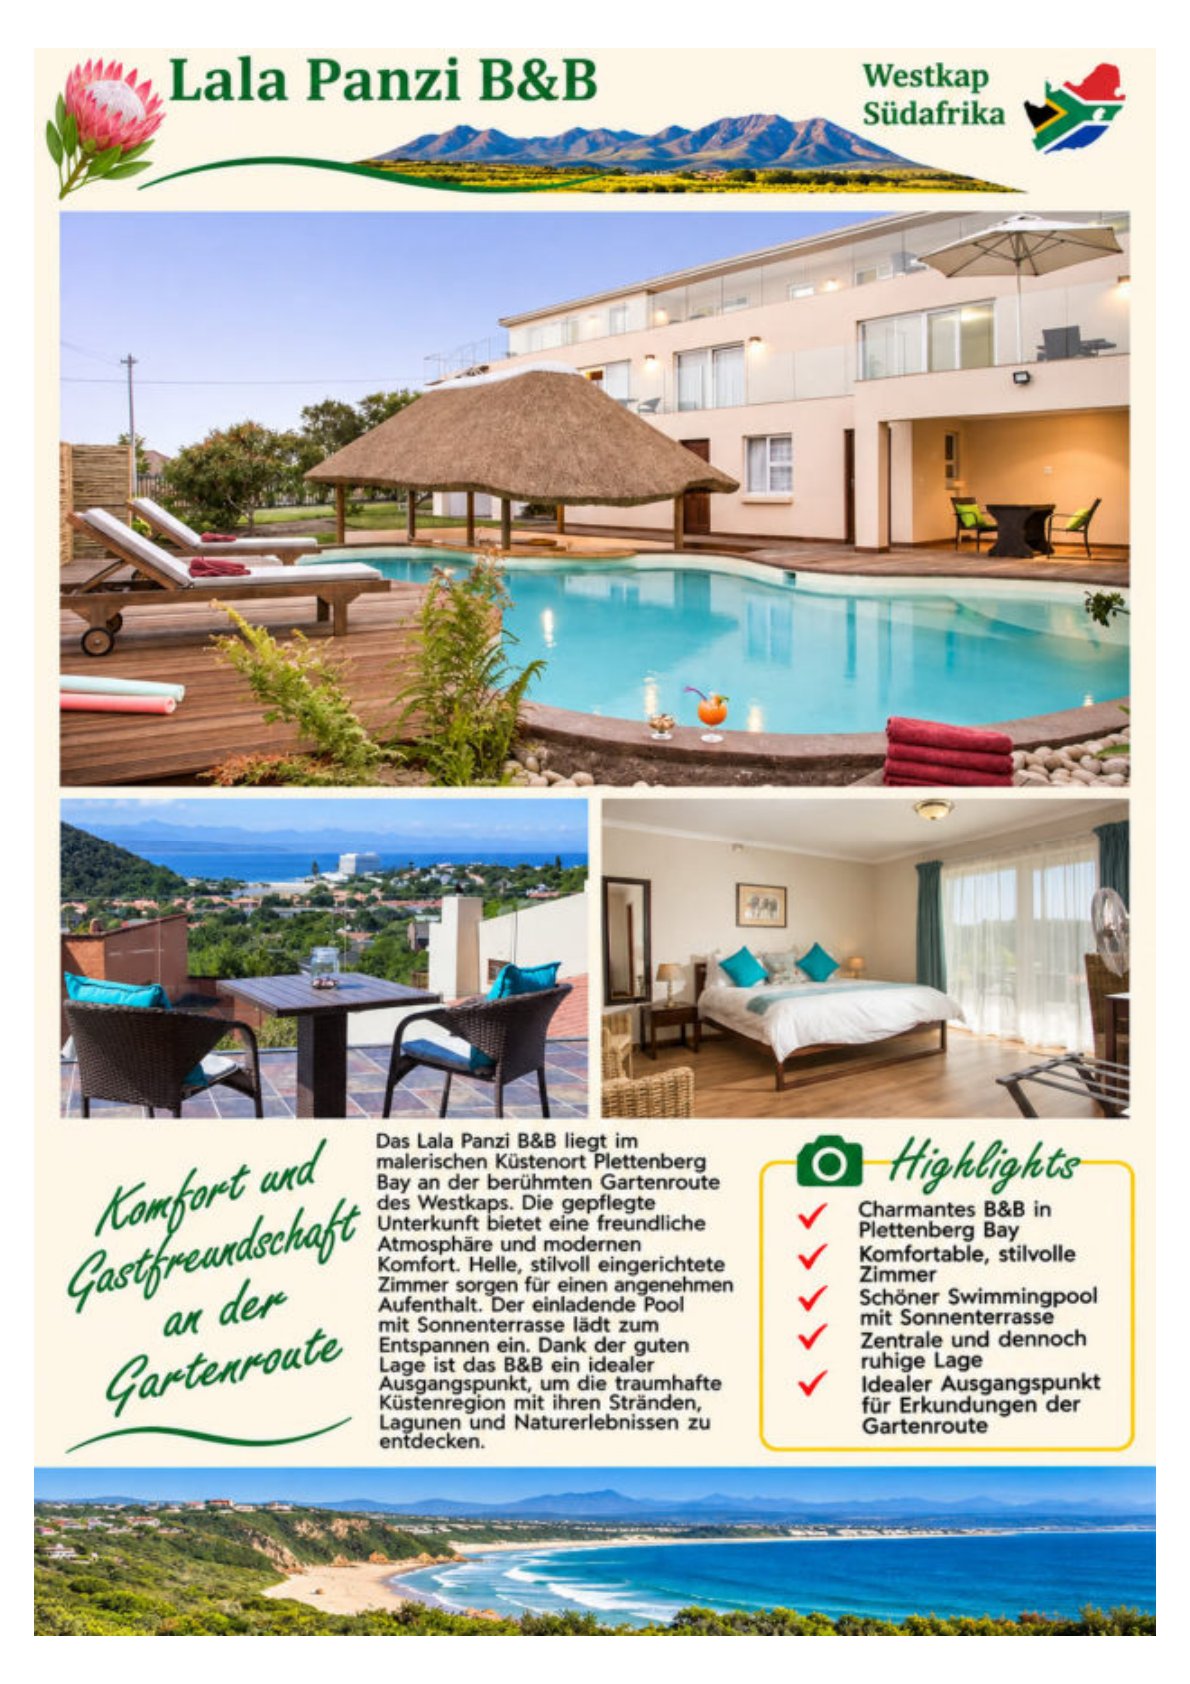 Lala Panzi B&B
Westkap
Südafrika
Komfort und
Gastfreundschaft
an der
Gartenroute
Das Lala Panzi B&B liegt im
malerischen Küstenort Plettenberg
Bay an der berühmten Gartenroute
des Westkaps. Die gepflegte
Unterkunft bietet eine freundliche
Atmosphäre und modernen
Komfort. Helle, stilvoll eingerichtete
Zimmer sorgen für einen angenehmen
Aufenthalt. Der einladende Pool
mit Sonnenterrasse lädt zum
Entspannen ein. Dank der guten
Lage ist das B&B ein idealer
Ausgangspunkt, um die traumhafte
Küstenregion mit ihren Stränden,
Lagunen und Naturerlebnissen zu
entdecken.
Highlights
Charmantes B&B in
Plettenberg Bay
Komfortable, stilvolle
Zimmer
Schöner Swimmingpool
mit Sonnenterrasse
Zentrale und dennoch
ruhige Lage
Idealer Ausgangspunkt
für Erkundungen der
Gartenroute